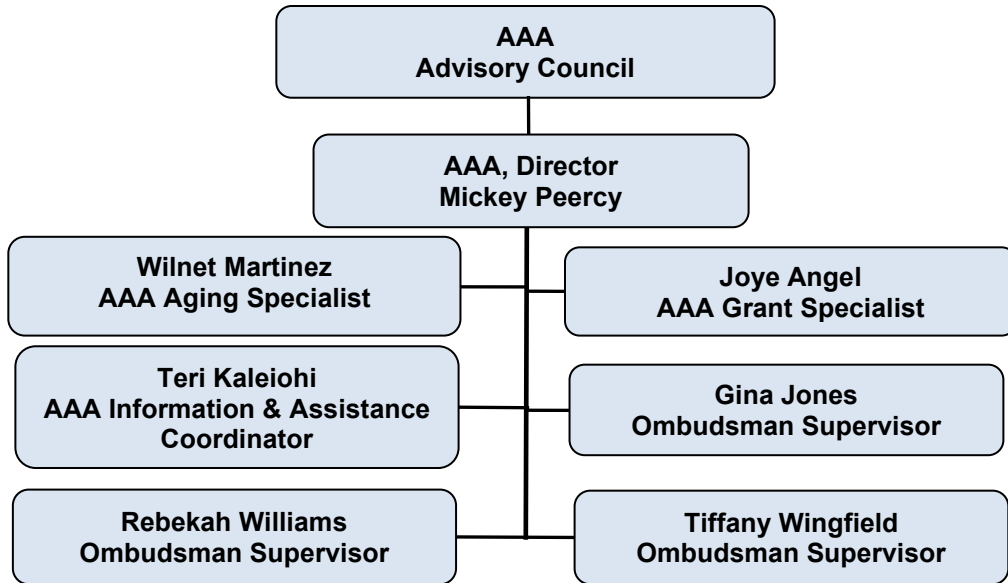 AAA
Advisory Council
AAA, Director
Mickey Peercy
Wilnet Martinez
AAA Aging Specialist
Joye Angel
AAA Grant Specialist
Teri Kaleiohi
AAA Information & Assistance
Coordinator
Gina Jones
Ombudsman Supervisor
Rebekah Williams
Ombudsman Supervisor
Tiffany Wingfield
Ombudsman Supervisor